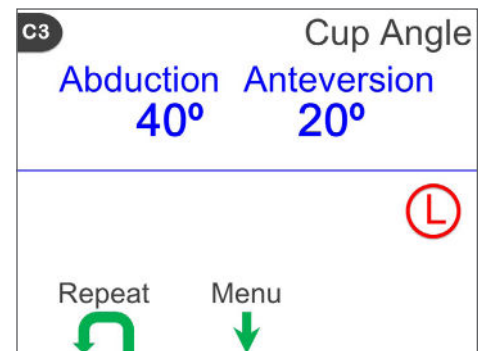 C3
Cup Angle
Abduction Anteversion
40º 20º
L
Repeat Menu